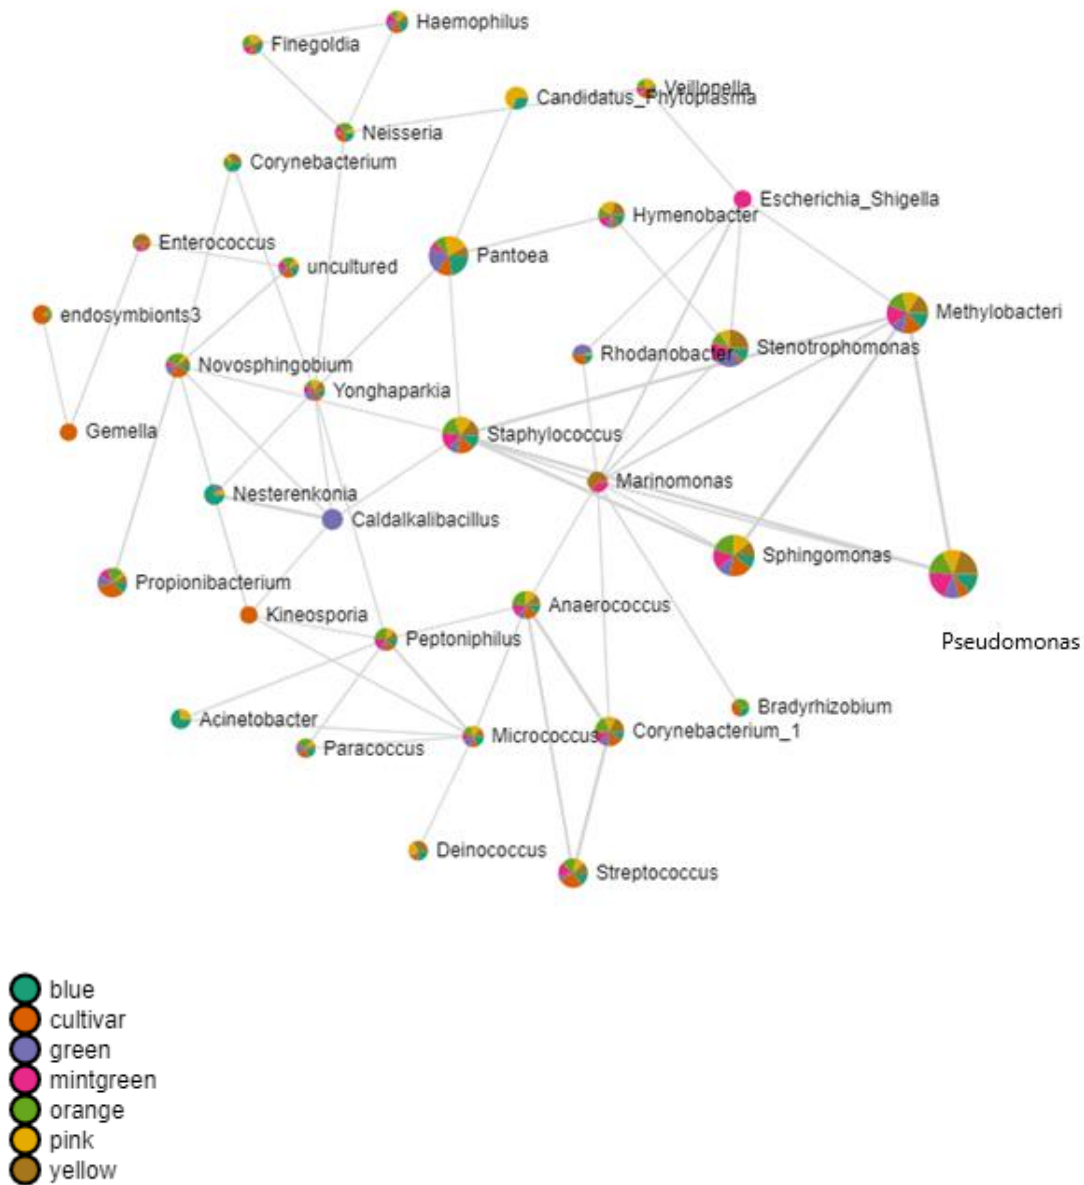 Haemophilus
Finegoldia
Veillonella
Candidatus_Phytoplasma
Neisseria
Corynebacterium
Escherichia_Shigella
Hymenobacter
Enterococcus
Pantoea
uncultured
endosymbionts3
Methylobacteri
Stenotrophomonas
Rhodanobacter
Novosphingobium
Yonghaparkia
Gemella
Staphylococcus
Marinomonas
Nesterenkonia
Caldalkalibacillus
Sphingomonas
Propionibacterium
Anaerococcus
Kineosporia
Peptoniphilus
Pseudomonas
Bradyrhizobium
Acinetobacter
Corynebacterium_1
Micrococcus
Paracoccus
Deinococcus
Streptococcus
blue
cultivar
green
mintgreen
orange
pink
yellow